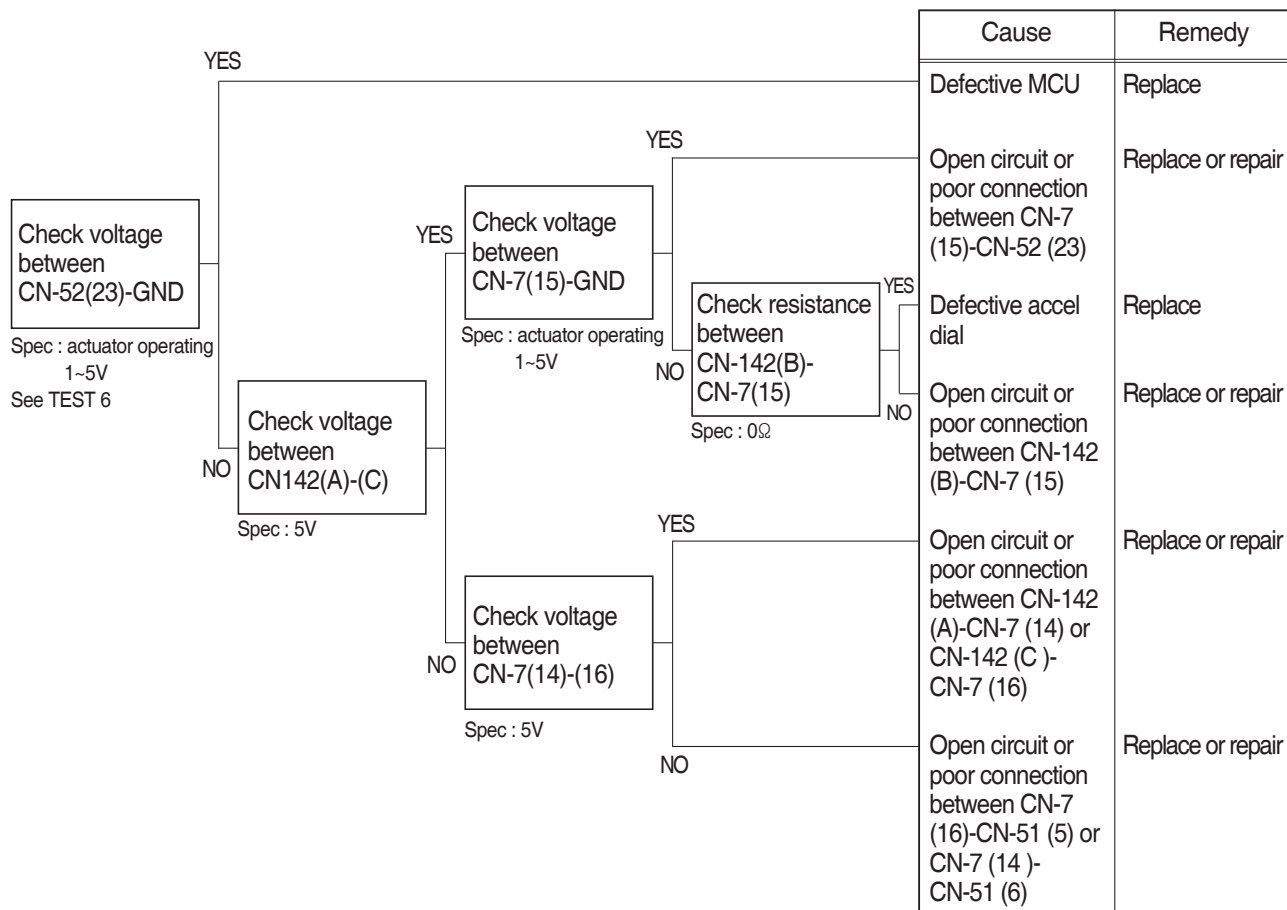 Cause
Remedy
YES
Defective MCU
Replace
YES
Open circuit or
poor connection
between CN-7
(15)-CN-52 (23)
Replace or repair
Check voltage
between
CN-52(23)-GND
Spec : actuator operating
1~5V
See TEST 6
YES
Check voltage
between
CN-7(15)-GND
Spec : actuator operating
1~5V
NO
Check resistance
between
CN-142(B)-
CN-7(15)
Spec : 0Ω
YES
Defective accel
dial
Replace
NO
Open circuit or
poor connection
between CN-142
(B)-CN-7 (15)
Replace or repair
NO
Check voltage
between
CN142(A)-(C)
Spec : 5V
YES
Open circuit or
poor connection
between CN-142
(A)-CN-7 (14) or
CN-142 (C )-
CN-7 (16)
Replace or repair
NO
Check voltage
between
CN-7(14)-(16)
Spec : 5V
NO
Open circuit or
poor connection
between CN-7
(16)-CN-51 (5) or
CN-7 (14 )-
CN-51 (6)
Replace or repair